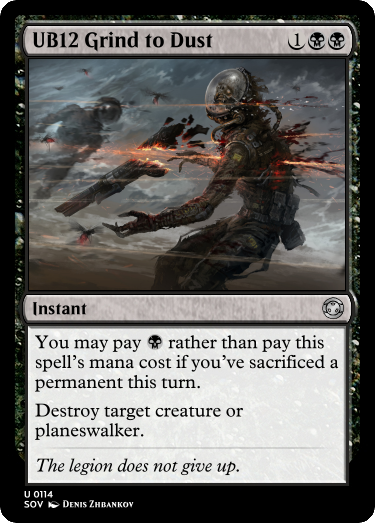 UB12 Grind to Dust 1
Instant
You may pay rather than pay this
spell's mana cost if you've sacrificed a
permanent this turn.
Destroy target creature or
planeswalker.
The legion does not give up.
U 0114
SOV Denis Zhbankov